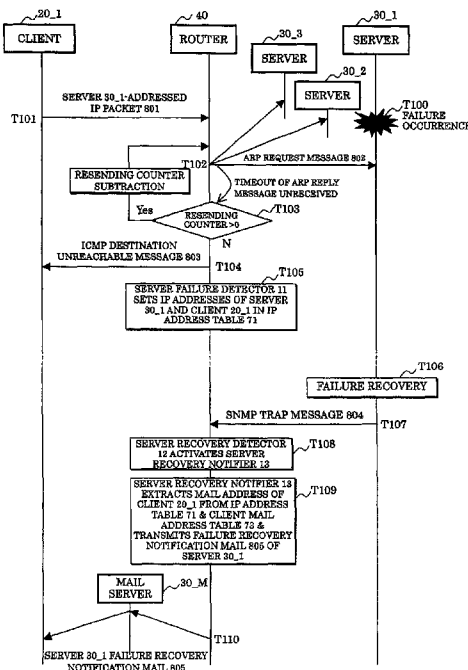 20_1
CLIENT
40
ROUTER
30_3
SERVER
30_2
SERVER
30_1
SERVER
T100
FAILURE
OCCURRENCE
SERVER 30_1-ADDRESSED
IP PACKET 801
T101
T102
ARP REQUEST MESSAGE 802
RESENDING COUNTER
SUBTRACTION
TIMEOUT OF ARP REPLY
MESSAGE UNRECEIVED
Yes
RESENDING
COUNTER >0
T103
N
ICMP DESTINATION
UNREACHABLE MESSAGE 803
T104
T105
SERVER FAILURE DETECTOR 11
SETS IP ADDRESSES OF SERVER
30_1 AND CLIENT 20_1 IN IP
ADDRESS TABLE 71
T106
FAILURE RECOVERY
SNMP TRAP MESSAGE 804
T107
SERVER RECOVERY DETECTOR
12 ACTIVATES SERVER
RECOVERY NOTIFIER 13
T108
SERVER RECOVERY NOTIFIER 13
EXTRACTS MAIL ADDRESS OF
CLIENT 20_1 FROM IP ADDRESS
TABLE 71 & CLIENT MAIL
ADDRESS TABLE 73 &
TRANSMITS FAILURE RECOVERY
NOTIFICATION MAIL 805 OF
SERVER 30_1
T109
MAIL
SERVER
30_M
T110
SERVER 30_1 FAILURE RECOVERY
NOTIFICATION MAIL 805